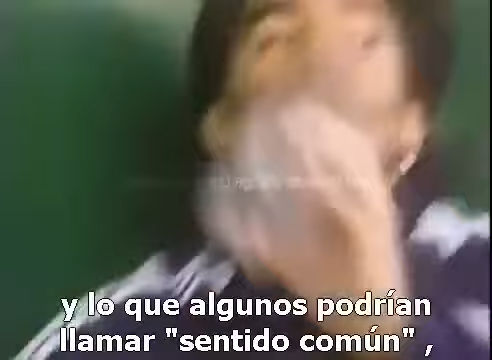 y lo que algunos podrían
llamar "sentido común" ,